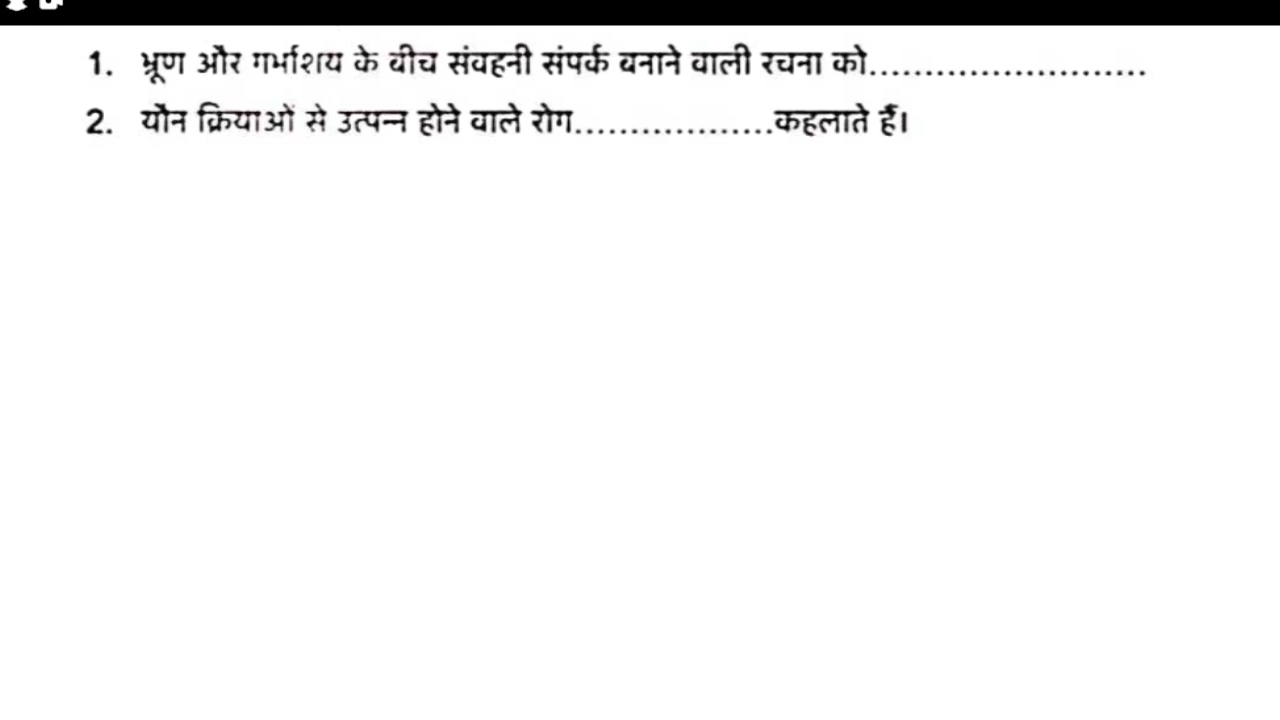 1. भ्रूण और गर्भाशय के बीच संवहनी संपर्क बनाने वाली रचना को.........................
2. यौन क्रियाओं से उत्पन्न होने वाले रोग..................कहलाते हैं।